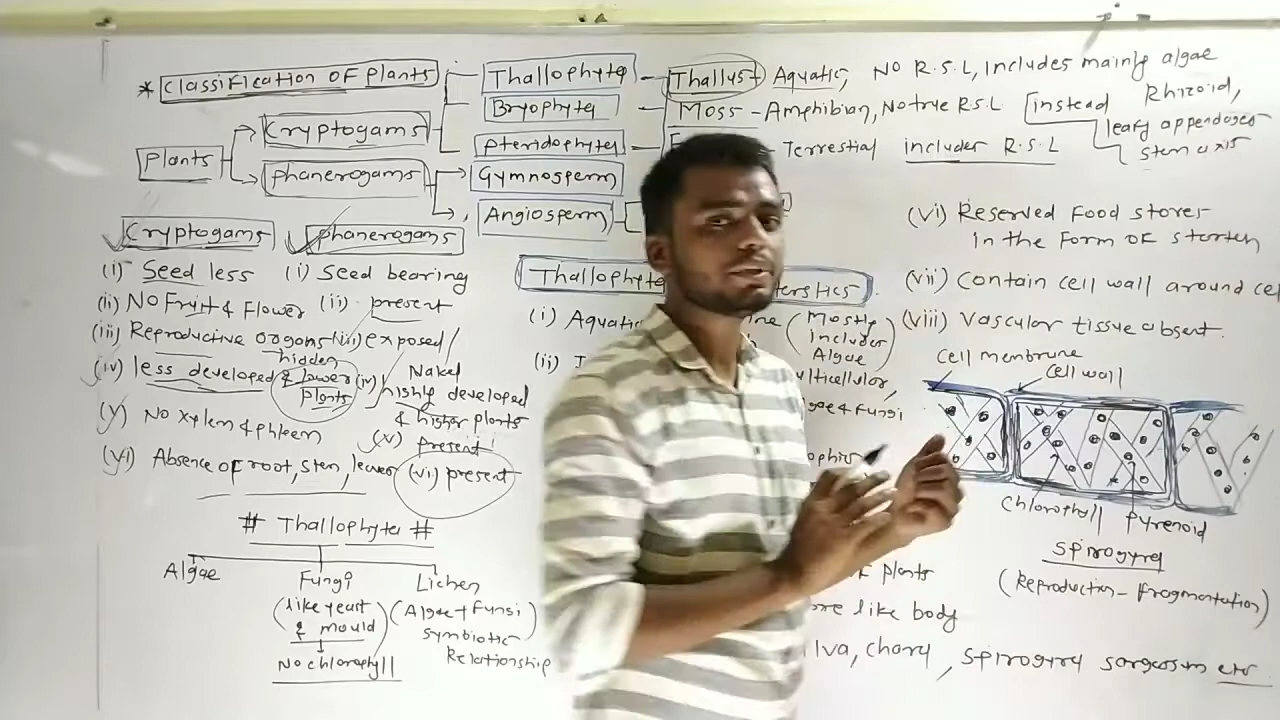 * Classification of plants
Plants
Cryptogams
phanerogams
Thallophyta
Bryophyta
pteridophyta
Gymnosperm
Angiosperm
Thallus - Aquatic, NO R.S.L, includes mainly algae
Moss - Amphibian, No true R.S.L instead Rhizoid,
leafy appendages
stem axis
Terrestial includes R.S.L
Cryptogams
(i) Seed less
(ii) NO Fruit & Flower
(iii) Reproductive organs hidden
(iv) less developed & lower plants
(v) No xylem & phloem
(vi) Absence of root, stem, leaves
phanerogams
(i) Seed bearing
(ii) present
(iii) exposed / Naked
(iv) highly developed
& higher plants
(v) present
(vi) present
# Thallophyta #
Algae
Fungi
(like yeast
& mould)
No chlorophyll
Lichen
(Algae + Fungi)
symbiotic
Relationship
Thallophyta
(i) Aquatic
(Mostly
includes
Algae)
(ii)
plants
like body
chara, spirogyra sargassm etc
(vi) Reserved Food stores
in the form of starch
(vii) Contain cell wall around
(viii) Vascular tissue absent.
Cell membrane
Cell wall
Chlorophyll
Pyrenoid
Spirogyra
(Reproduction - fragmentation)